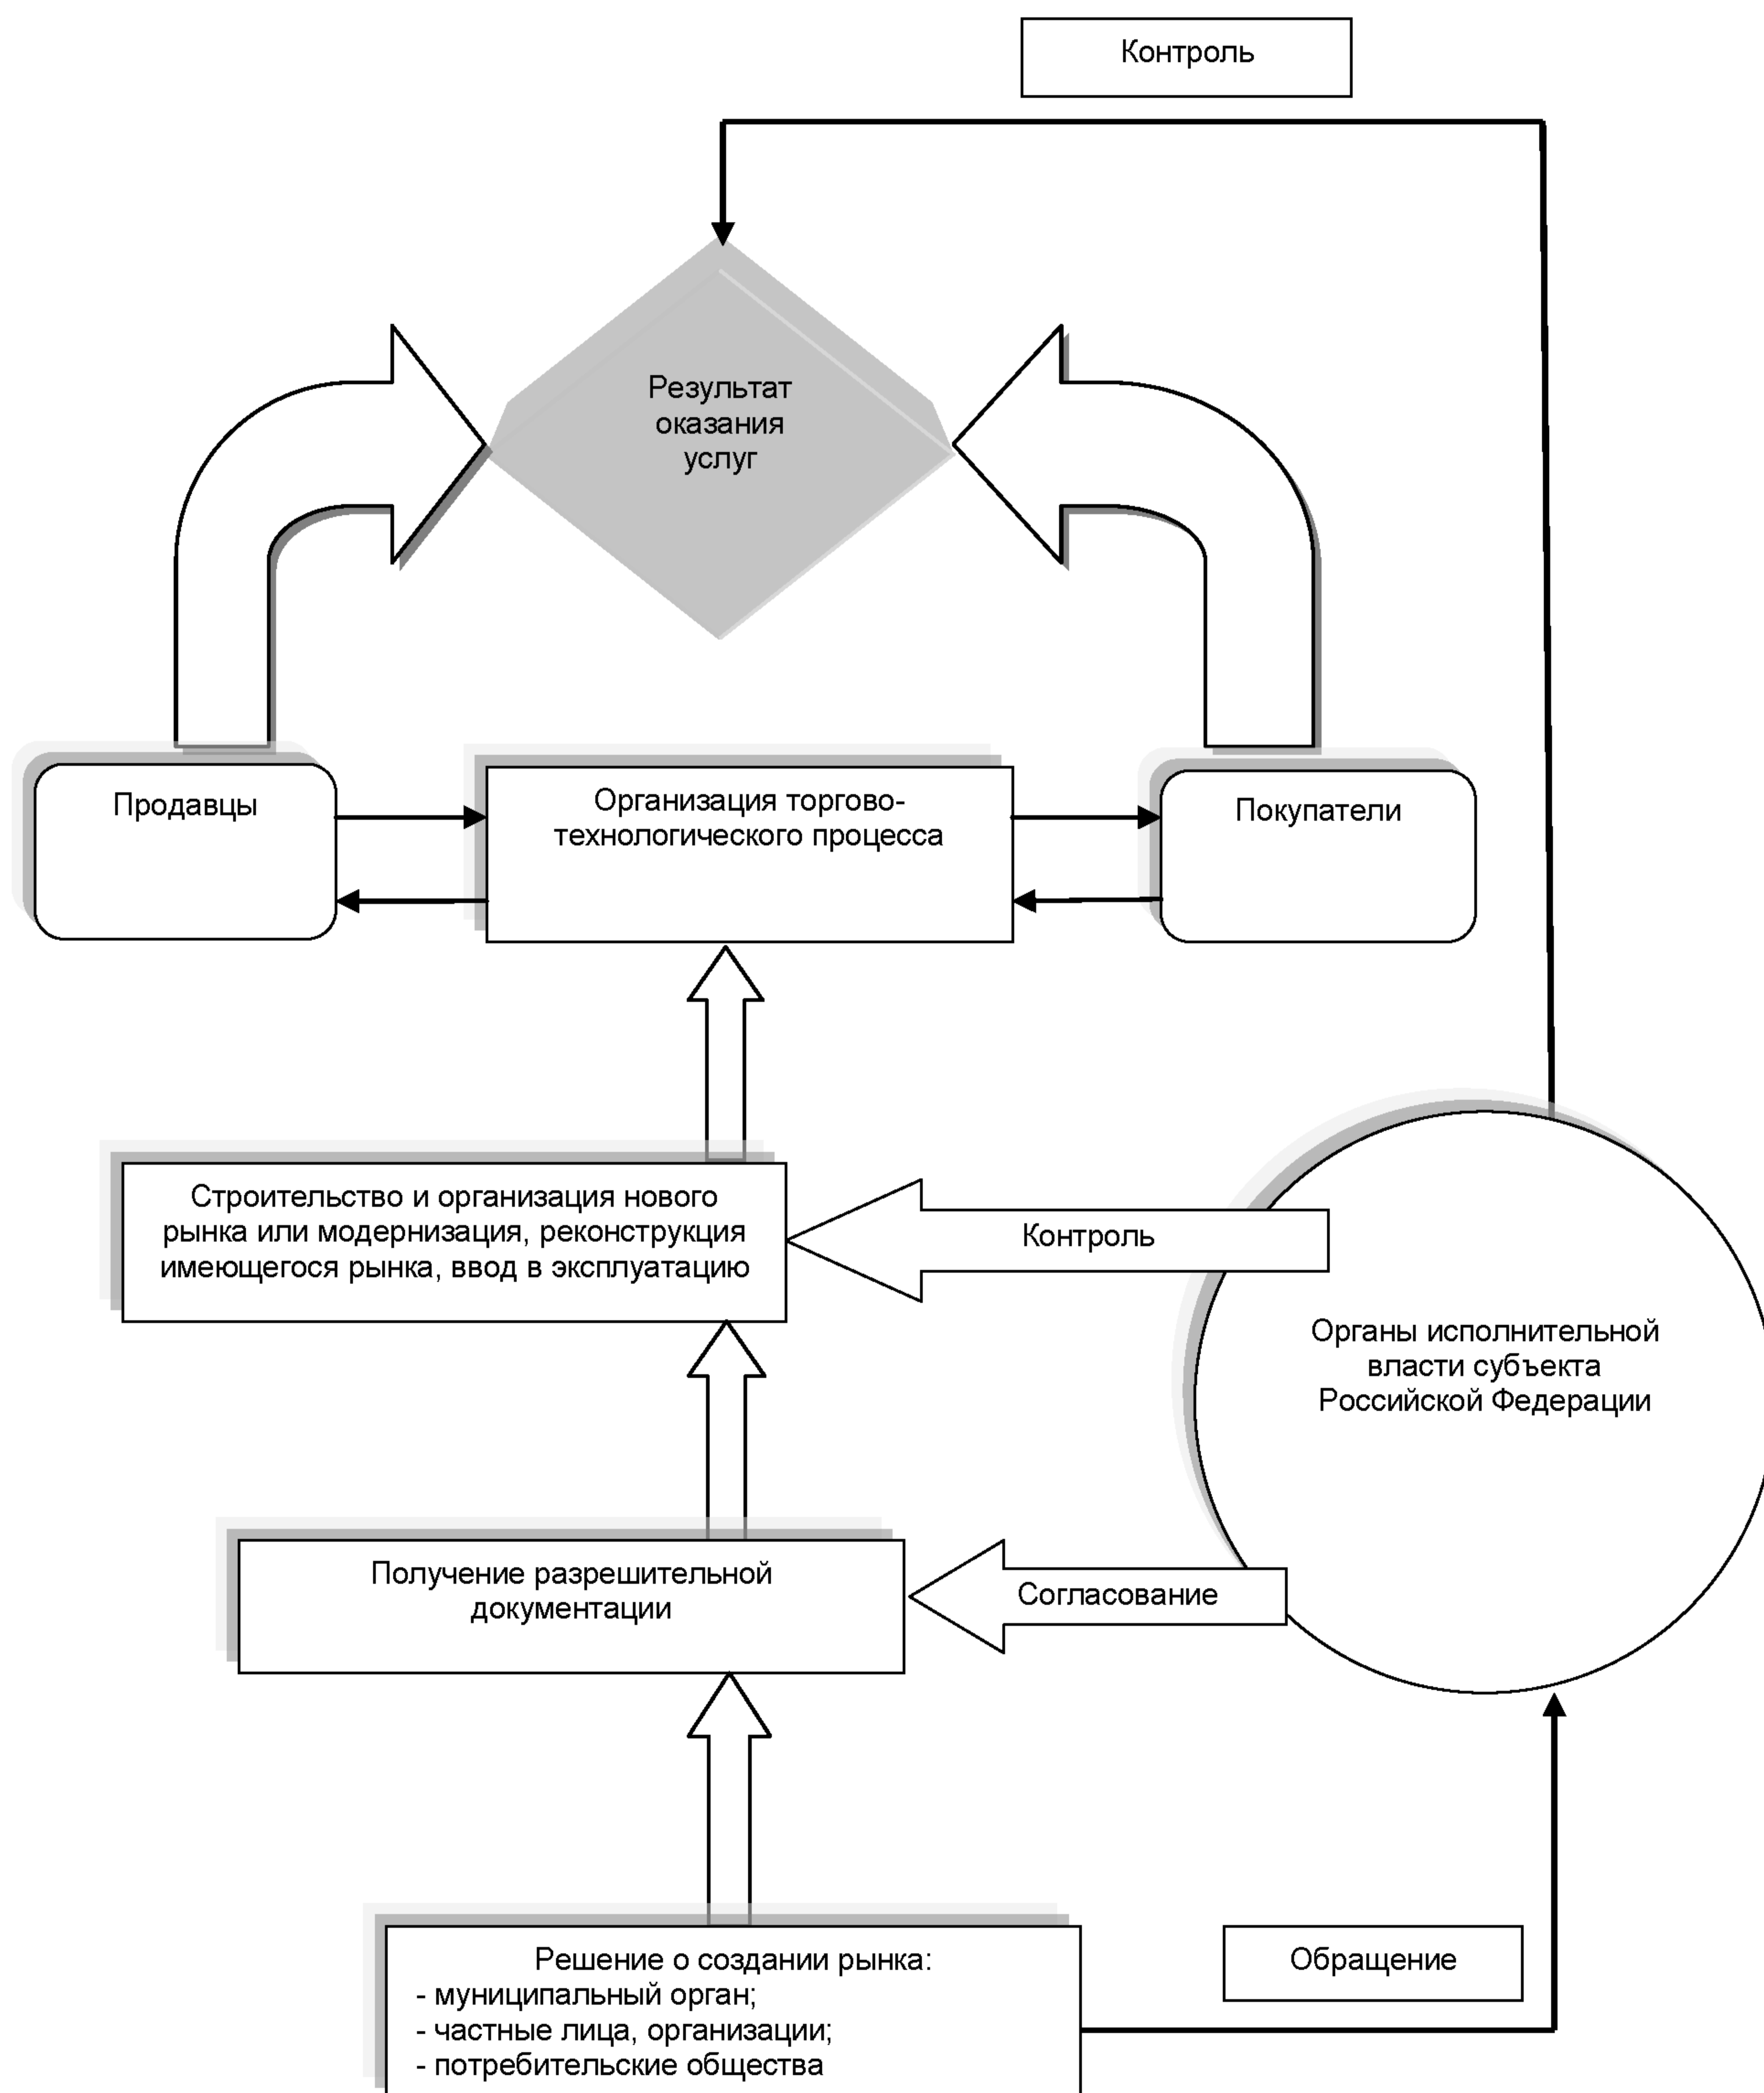 Контроль
Результат
оказания
услуг
Продавцы
Организация торгово-
технологического процесса
Покупатели
Строительство и организация нового
рынка или модернизация, реконструкция
имеющегося рынка, ввод в эксплуатацию
Контроль
Органы исполнительной
власти субъекта
Российской Федерации
Получение разрешительной
документации
Согласование
Решение о создании рынка:
- муниципальный орган;
- частные лица, организации;
- потребительские общества
Обращение